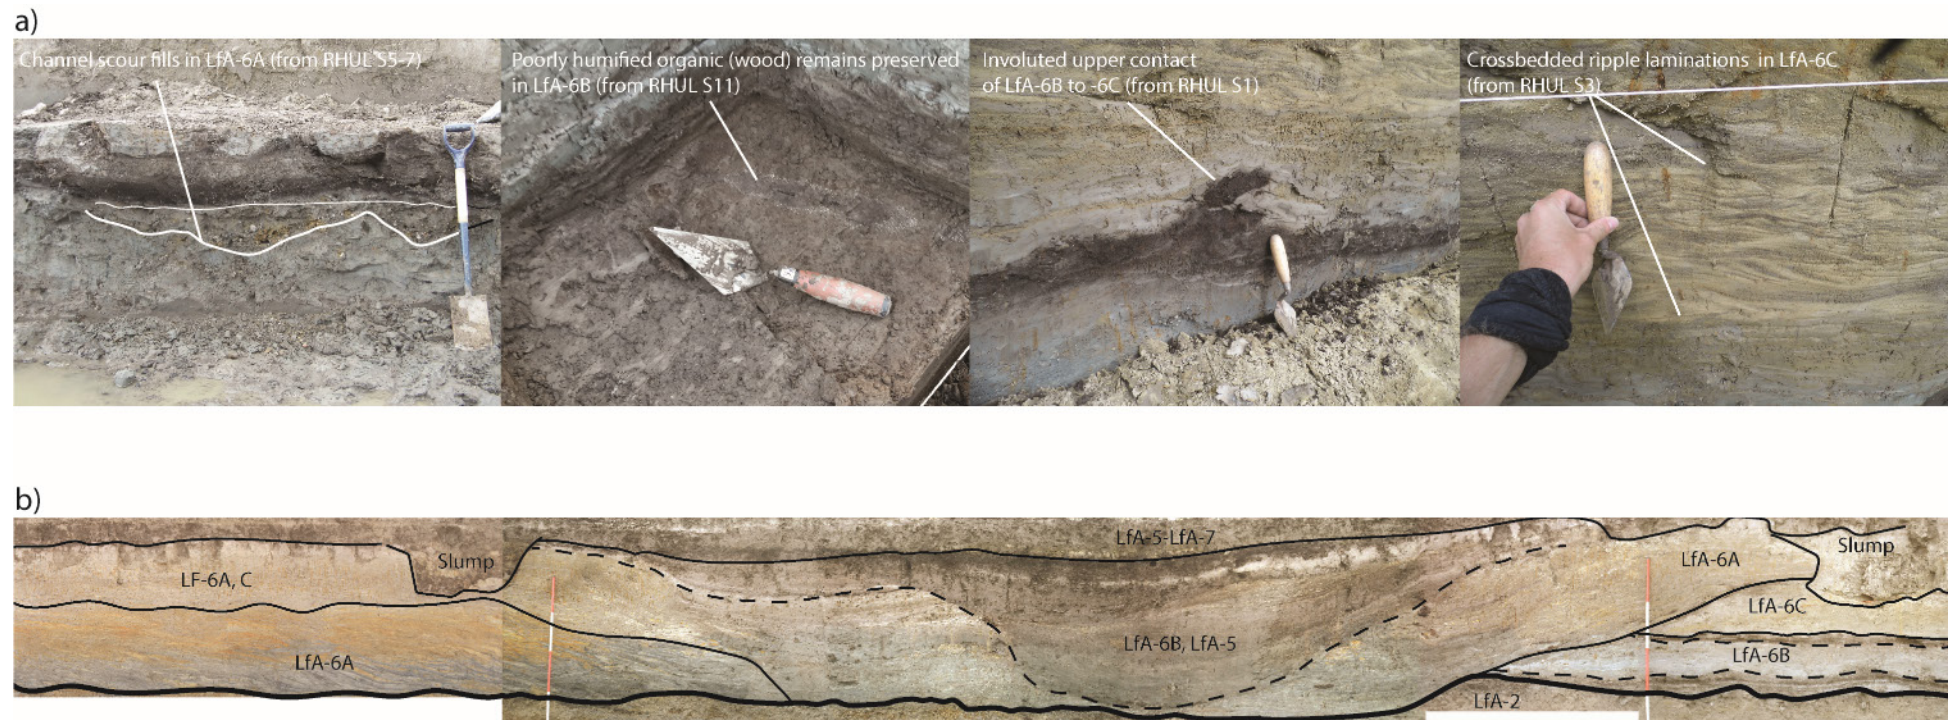 a)
Channel scour fills in LfA-6A (from RHUL S5-7)
Poorly humified organic (wood) remains preserved
in LfA-6B (from RHUL S11)
Involuted upper contact
of LfA-6B to -6C (from RHUL S1)
Crossbedded ripple laminations in LfA-6C
(from RHUL S3)
b)
LfA-5-LfA-7
Slump
LF-6A, C
LfA-6A
Slump
LfA-6C
LfA-6B, LfA-5
LfA-6B
LfA-6A
LfA-2